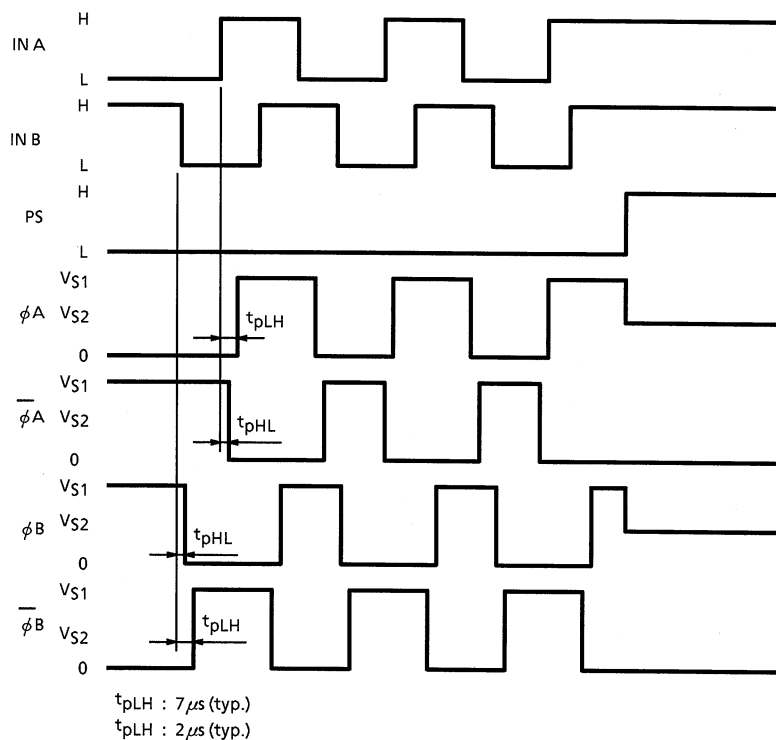 H
IN A
L
H
IN B
L
H
PS
L
VS1
φA VS2
tpLH
0
VS1
φA VS2
tpHL
0
VS1
φB VS2
tpHL
0
VS1
φB tpLH
VS2
0
tpLH : 7μs (typ.)
tpLH : 2μs (typ.)